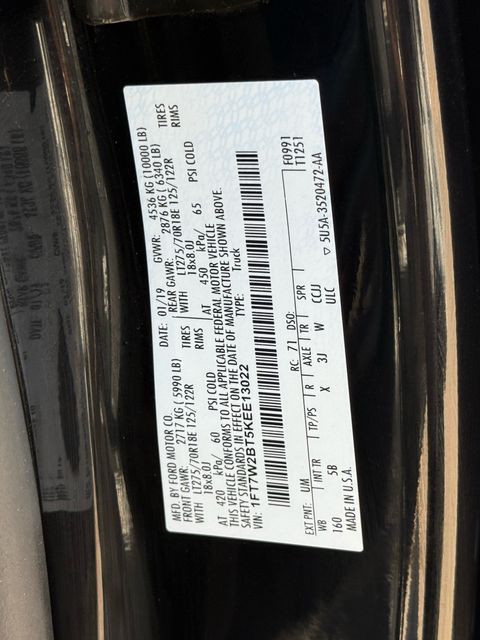 MFD. BY FORD MOTOR CO.
DATE: 01/19 GVWR: 4536 KG (10000 LB)
FRONT GAWR: 2717 KG ( 5990 LB) REAR GAWR: 2876 KG ( 6340 LB)
WITH LT275/70R18E 125/122R TIRES WITH LT275/70R18E 125/122R TIRES
18x8.0J RIMS 18x8.0J RIMS
AT 420 kPa/ 60 PSI COLD AT 450 kPa/ 65 PSI COLD
THIS VEHICLE CONFORMS TO ALL APPLICABLE FEDERAL MOTOR VEHICLE
SAFETY STANDARDS IN EFFECT ON THE DATE OF MANUFACTURE SHOWN ABOVE.
VIN: 1FT7W2BT5KEE13022 TYPE: Truck
F0991
T1251
EXT PNT: UM RC: 71 DSO:
WB INT TR TP/PS R AXLE TR SPR
160 5B X 3J W CCJJ
ULC
MADE IN U.S.A. ▽ 5U5A-3520472-AA